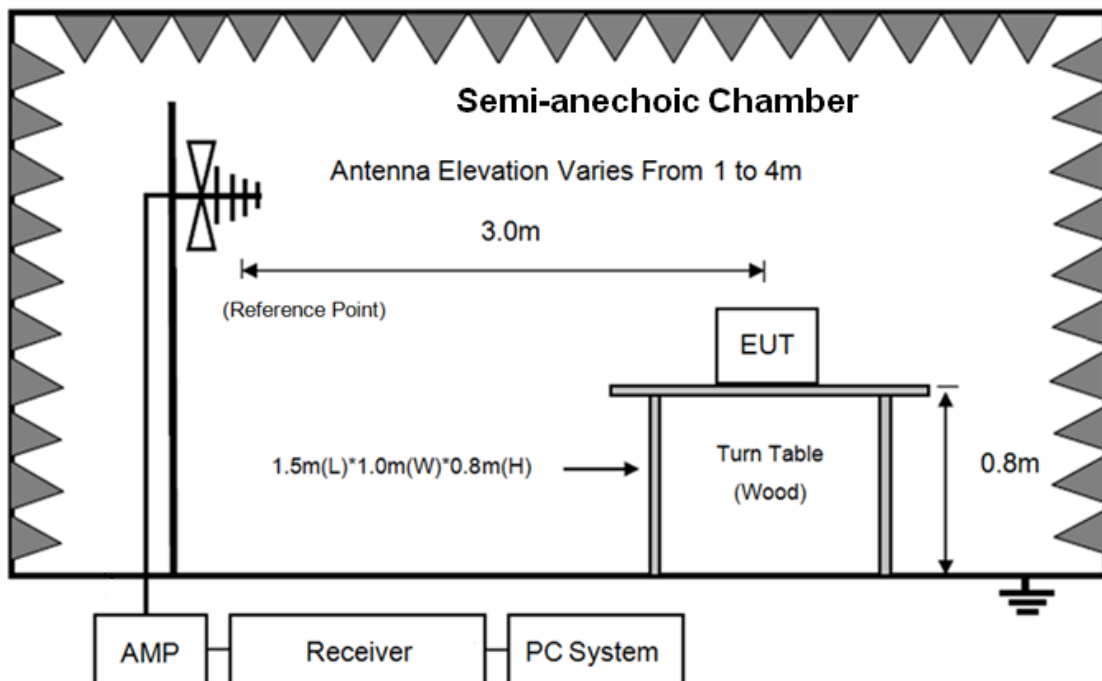 Semi-anechoic Chamber
Antenna Elevation Varies From 1 to 4m
3.0m
(Reference Point)
EUT
1.5m(L)*1.0m(W)*0.8m(H)
Turn Table
(Wood)
0.8m
AMP
Receiver
PC System